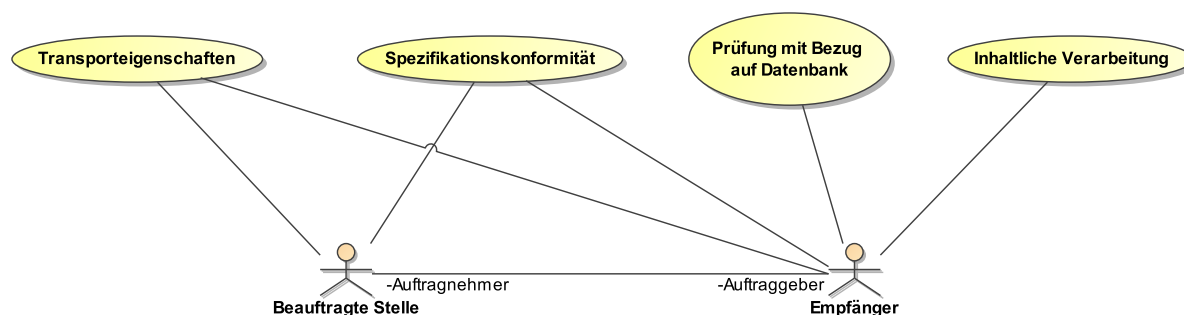 Transporteigenschaften
Spezifikationskonformität
Prüfung mit Bezug
auf Datenbank
Inhaltliche Verarbeitung
-Auftragnehmer
-Auftraggeber
Beauftragte Stelle
Empfänger